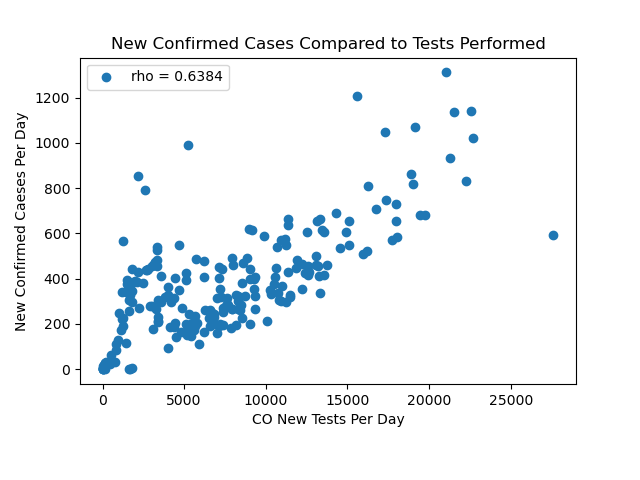 New Confirmed Cases Compared to Tests Performed
rho = 0.6384
New Confirmed Caeses Per Day
1200
1000
800
600
400
200
0
0 5000 10000 15000 20000 25000
CO New Tests Per Day